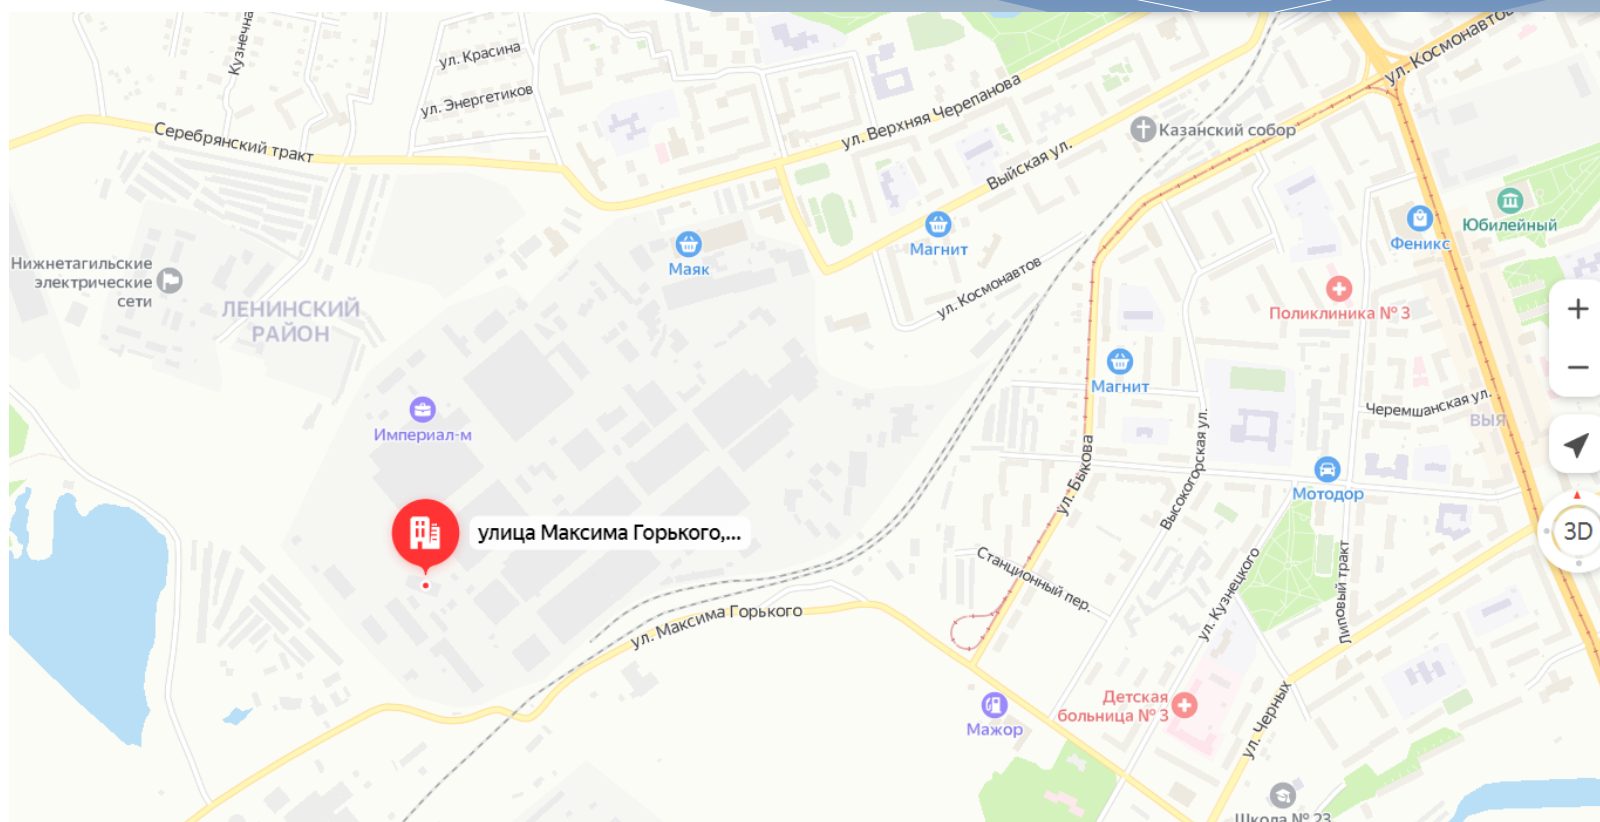 Кузнечна
ул. Красина
ул. Энергетиков
Серебрянский тракт
ул. Верхняя Черепанова
Выйская ул.
Казанский собор
ул. Космонавтов
Юбилейный
Феникс
Магнит
Маяк
Нижнетагильские
электрические
сети
ЛЕНИНСКИЙ
РАЙОН
ул. Космонавтов
Поликлиника № 3
Магнит
Черемшанская ул.
ВЫЯ
Империал-м
ул. Быкова
Высокогорская ул.
Мотодор
улица Максима Горького,...
3D
Станционный пер.
ул. Кузнецкого
Липовый тракт
ул. Максима Горького
Детская
больница № 3
Мажор
ул. Черных
Школа № 23